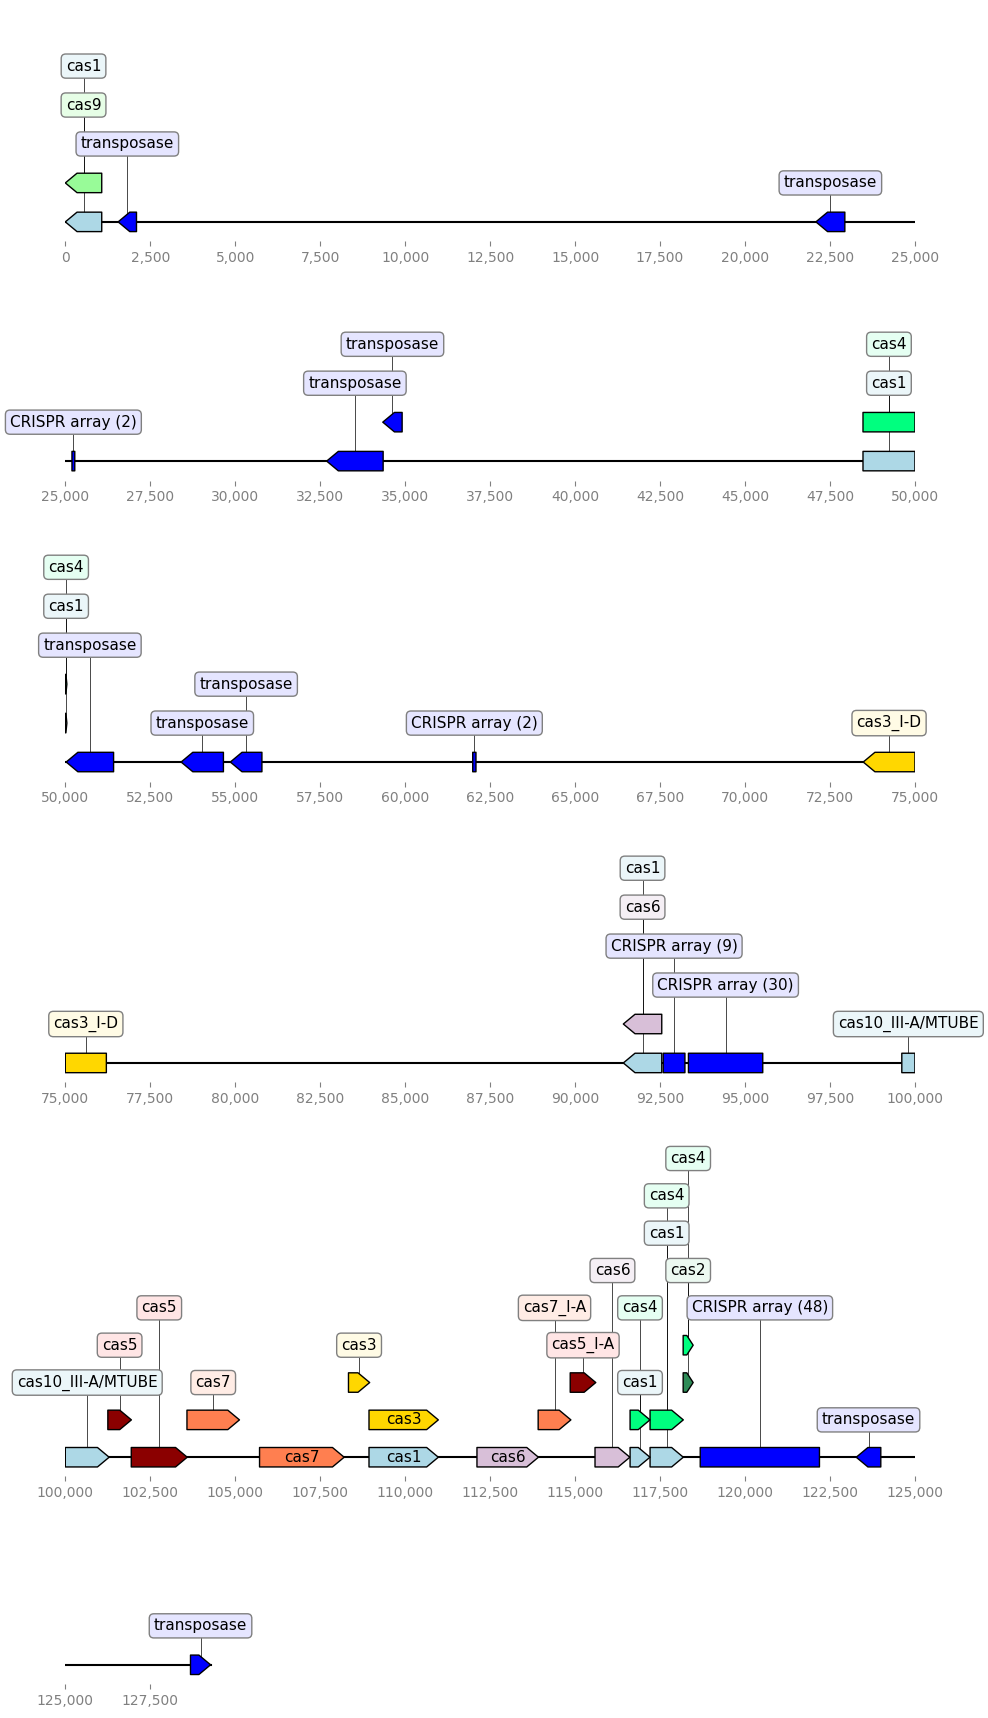 cas1
cas9
transposase
transposase
0 2,500 5,000 7,500 10,000 12,500 15,000 17,500 20,000 22,500 25,000
transposase cas4
transposase cas1
CRISPR array (2)
25,000 27,500 30,000 32,500 35,000 37,500 40,000 42,500 45,000 47,500 50,000
cas4
cas1
transposase
transposase
transposase CRISPR array (2) cas3_I-D
50,000 52,500 55,000 57,500 60,000 62,500 65,000 67,500 70,000 72,500 75,000
cas1
cas6
CRISPR array (9)
CRISPR array (30)
cas3_I-D cas10_III-A/MTUBE
75,000 77,500 80,000 82,500 85,000 87,500 90,000 92,500 95,000 97,500 100,000
cas4
cas4
cas1
cas6 cas2
cas5 cas7_I-A cas4 CRISPR array (48)
cas5 cas3 cas5_I-A
cas10_III-A/MTUBE cas7 cas1
cas3 transposase
cas7 cas1 cas6
100,000 102,500 105,000 107,500 110,000 112,500 115,000 117,500 120,000 122,500 125,000
transposase
125,000 127,500